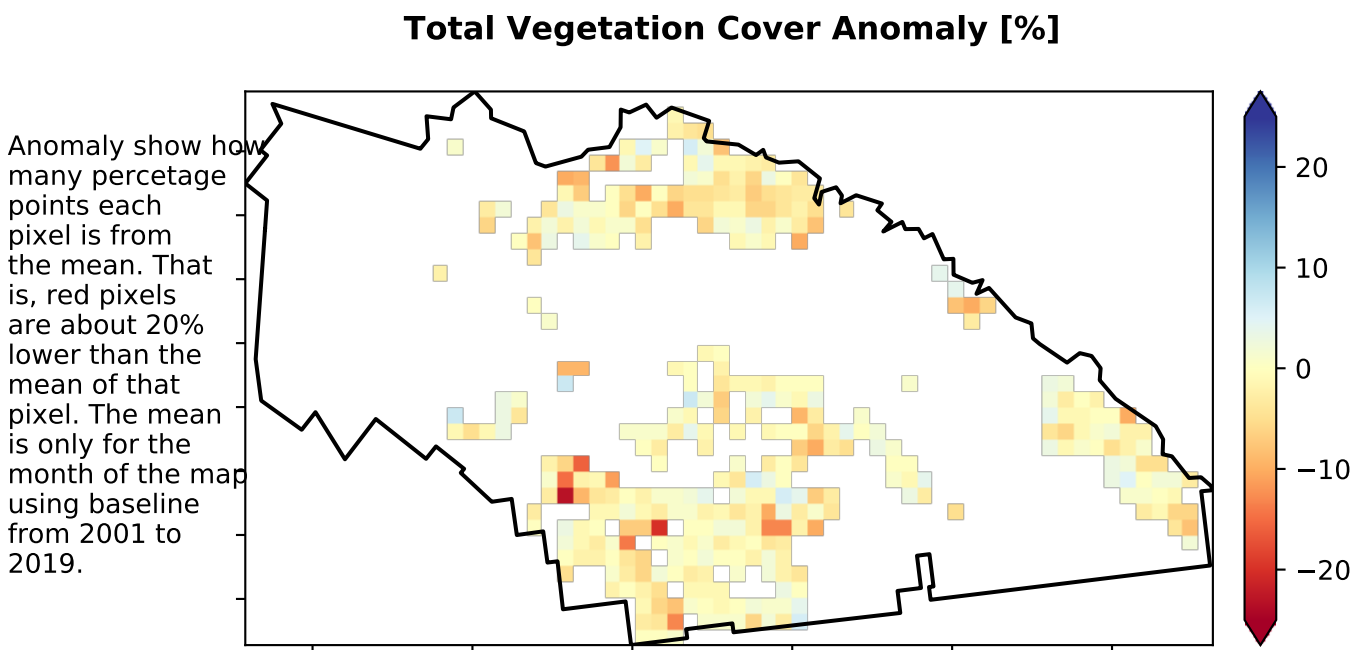 Total Vegetation Cover Anomaly [%]
Anomaly show how
many percetage
points each
pixel is from
the mean. That
is, red pixels
are about 20%
lower than the
mean of that
pixel. The mean
is only for the
month of the map
using baseline
from 2001 to
2019.
20
10
0
−10
−20